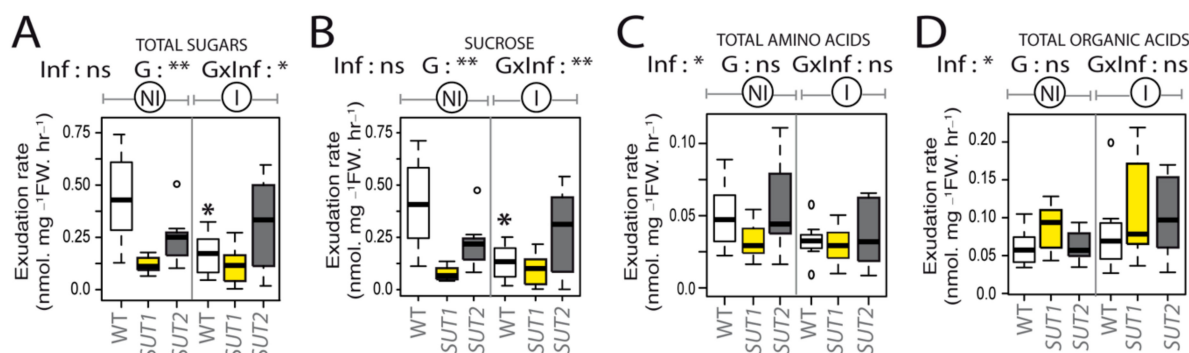 A
TOTAL SUGARS
Inf : ns G : ** GxInf : *
NI I
Exudation rate
(nmol. mg ⁻¹FW. hr⁻¹)
0.75
0.50
0.25
0.0
*
WT SUT1 SUT2 WT SUT1 SUT2
B
SUCROSE
Inf : ns G : ** GxInf : **
NI I
Exudation rate
(nmol. mg ⁻¹FW. hr⁻¹)
0.75
0.50
0.25
0.0
*
WT SUT1 SUT2 WT SUT1 SUT2
C
TOTAL AMINO ACIDS
Inf : * G : ns GxInf : ns
NI I
Exudation rate
(nmol. mg ⁻¹FW. hr⁻¹)
0.10
0.05
0.0
WT SUT1 SUT2 WT SUT1 SUT2
D
TOTAL ORGANIC ACIDS
Inf : * G : ns GxInf : ns
NI I
Exudation rate
(nmol. mg ⁻¹FW. hr⁻¹)
0.20
0.15
0.10
0.05
0.00
WT SUT1 SUT2 WT SUT1 SUT2